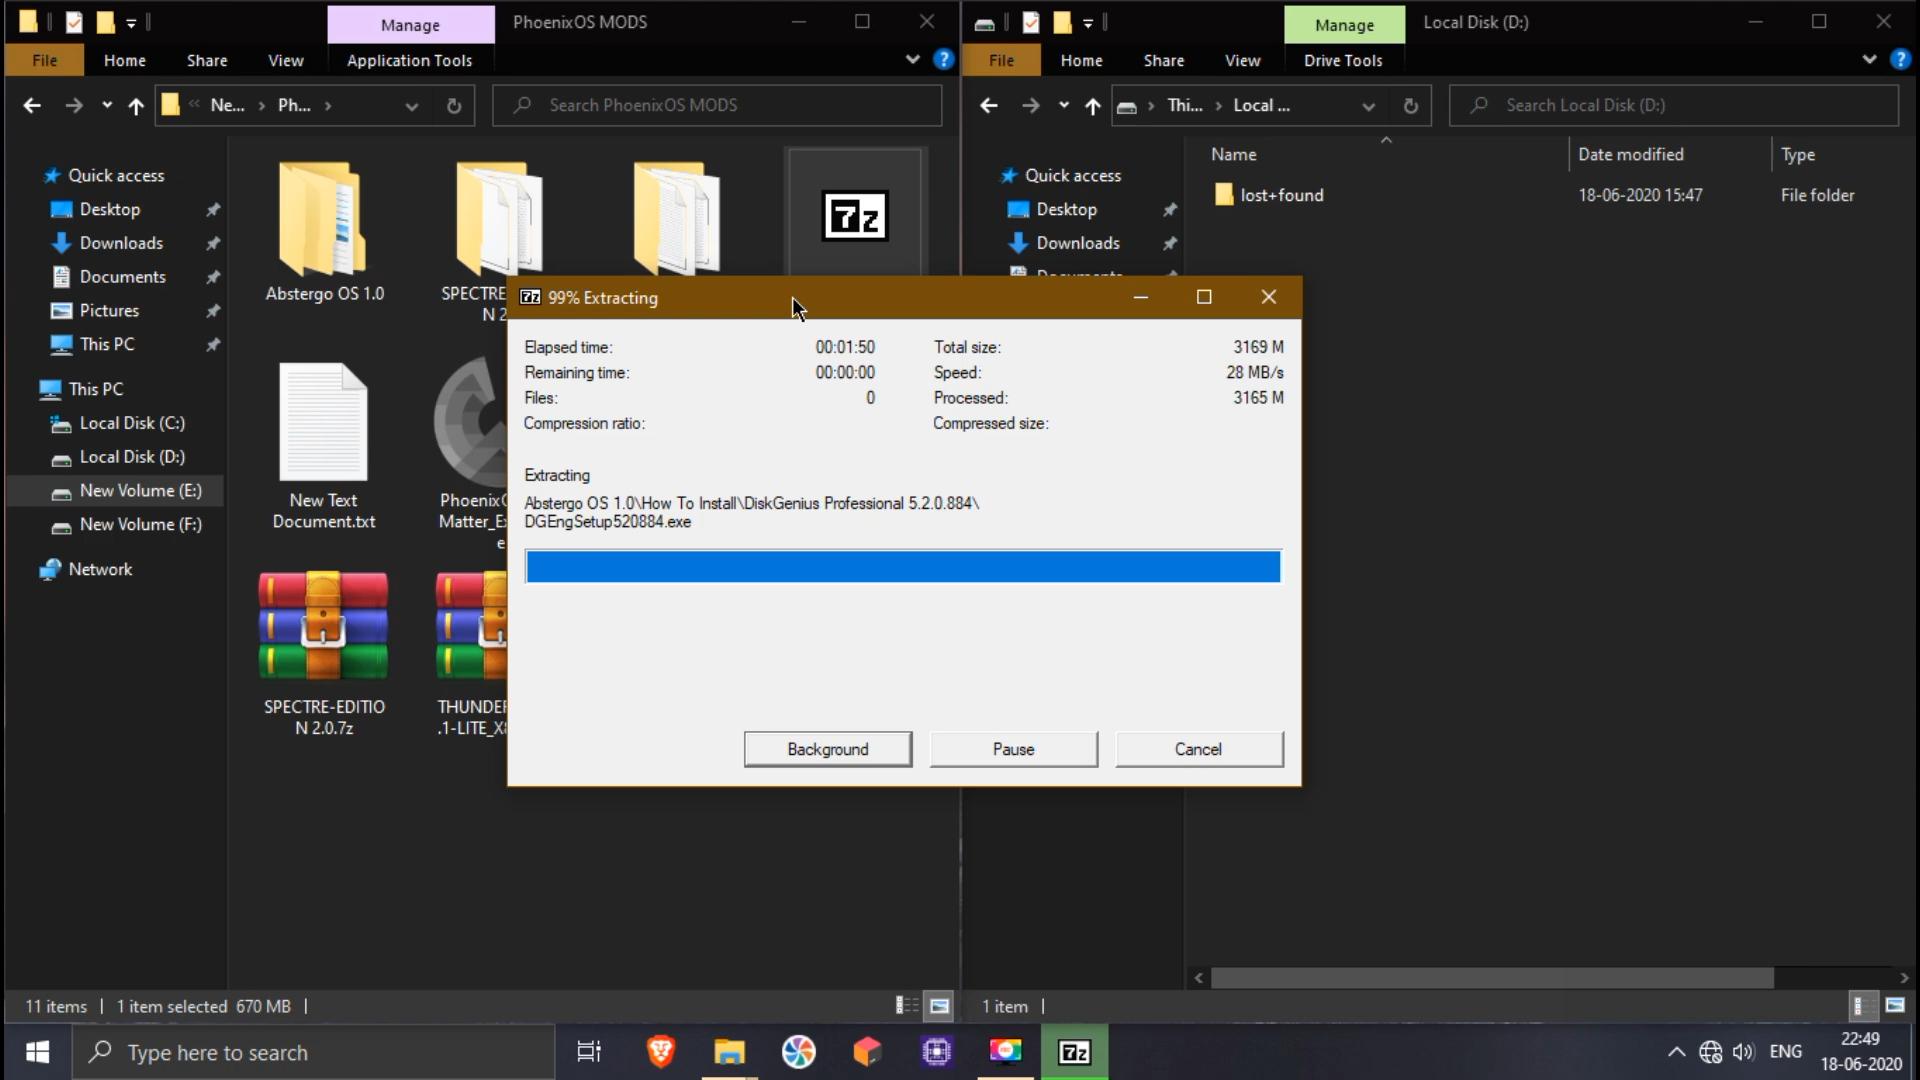 Manage
PhoenixOS MODS
File
Home
Share
View
Application Tools
Ne...
Ph...
Search PhoenixOS MODS
Quick access
Desktop
Downloads
Documents
Pictures
This PC
This PC
Local Disk (C:)
Local Disk (D:)
New Volume (E:)
New Volume (F:)
Network
7z
Abstergo OS 1.0
SPECTRE
N 2
New Text
Document.txt
Phoenix
Matter_E
e
SPECTRE-EDITIO
N 2.0.7z
THUNDE
.1-LITE_X
11 items
1 item selected 670 MB
Manage
Local Disk (D:)
File
Home
Share
View
Drive Tools
Thi...
Local ...
Search Local Disk (D:)
Quick access
Desktop
Downloads
Documents
Name
Date modified
Type
lost+found
18-06-2020 15:47
File folder
1 item
7z 99% Extracting
Elapsed time: 00:01:50
Total size: 3169 M
Remaining time: 00:00:00
Speed: 28 MB/s
Files: 0
Processed: 3165 M
Compression ratio:
Compressed size:
Extracting
Abstergo OS 1.0\How To Install\DiskGenius Professional 5.2.0.884\
DGEngSetup520884.exe
Background
Pause
Cancel
Type here to search
7z
ENG
22:49
18-06-2020